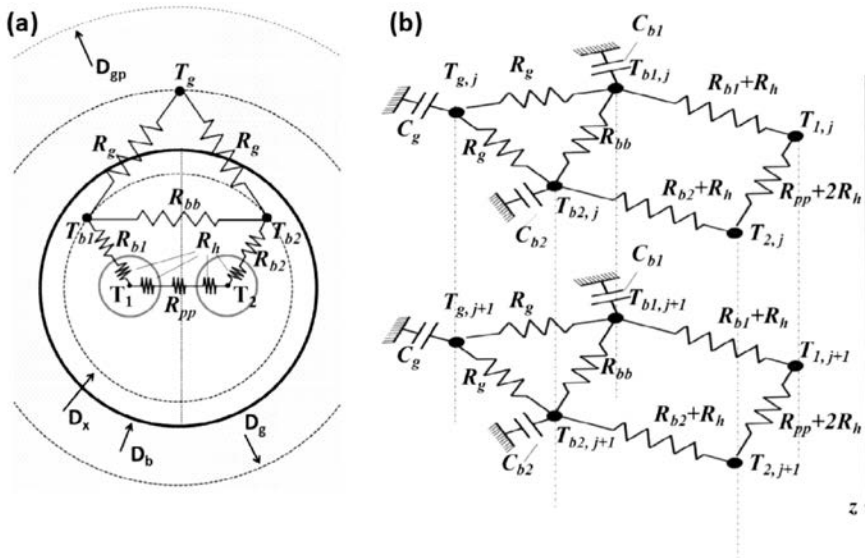 (a)
D_gp
T_g
R_g
R_g
R_bb
T_b1
T_b2
R_b1
R_h
R_b2
T_1
T_2
R_pp
D_x
D_b
D_g
(b)
C_b1
T_g,j
R_g
T_b1,j
R_b1+R_h
C_g
T_1,j
R_g
R_bb
R_pp+2R_h
T_b2,j
R_b2+R_h
C_b2
T_2,j
C_b1
T_g,j+1
R_g
T_b1,j+1
R_b1+R_h
C_g
T_1,j+1
R_g
R_bb
R_b2+R_h
R_pp+2R_h
C_b2
T_b2,j+1
T_2,j+1
z